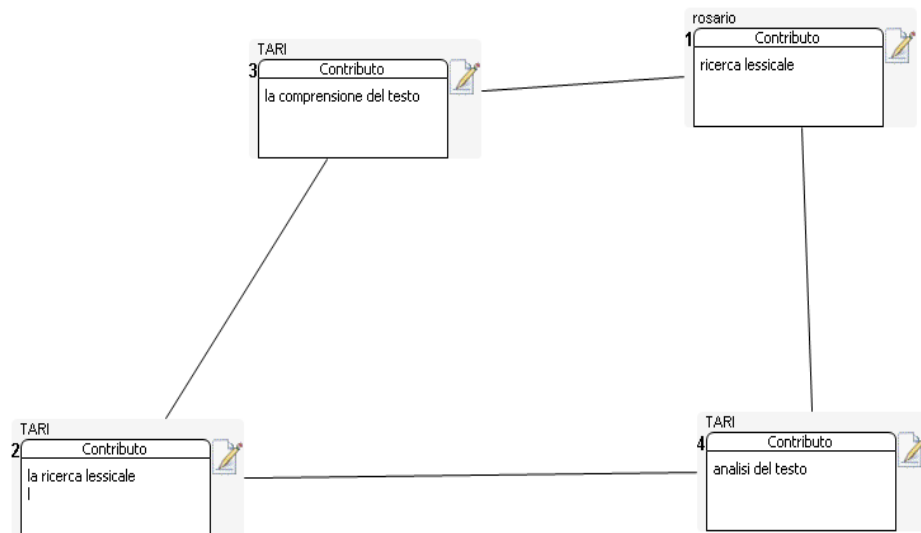 rosario
1 Contributo
ricerca lessicale
TARI
3 Contributo
la comprensione del testo
TARI
2 Contributo
la ricerca lessicale
TARI
4 Contributo
analisi del testo